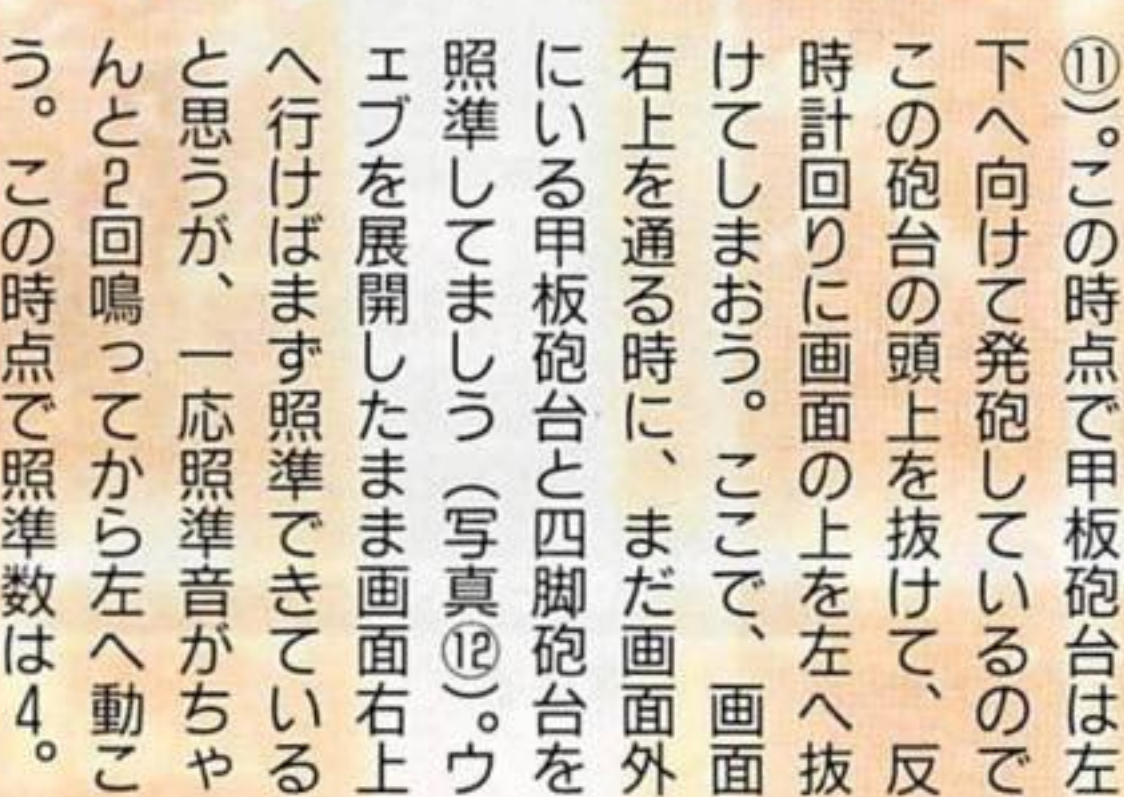 ⑪）。この時点で甲板砲台は左
下へ向けて発砲しているので
この砲台の頭上を抜けて、反
時計回りに画面の上を左へ抜
けてしまおう。ここで、画面
右上を通る時に、まだ画面外
にいる甲板砲台と四脚砲台を
照準してましう（写真⑫）。ウ
ェブを展開したまま画面右上
へ行けばまず照準できている
と思うが、一応照準音がちゃ
んと2回鳴ってから左へ動こ
う。この時点で照準数は4。